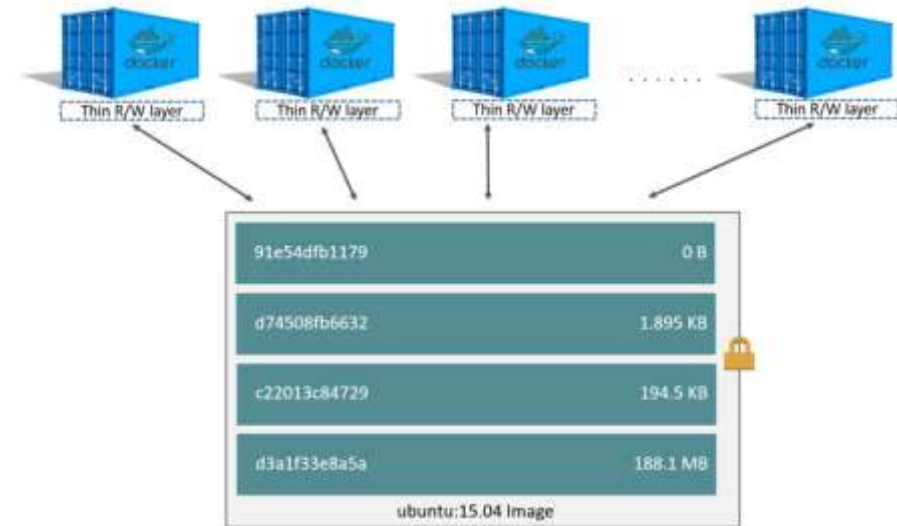 docker
docker
docker
docker
. . . . . .
Thin R/W layer
Thin R/W layer
Thin R/W layer
Thin R/W layer
91e54dfb1179 0 B
d74508fb6632 1.895 KB
c22013c84729 194.5 KB
d3a1f33e8a5a 188.1 MB
ubuntu:15.04 Image